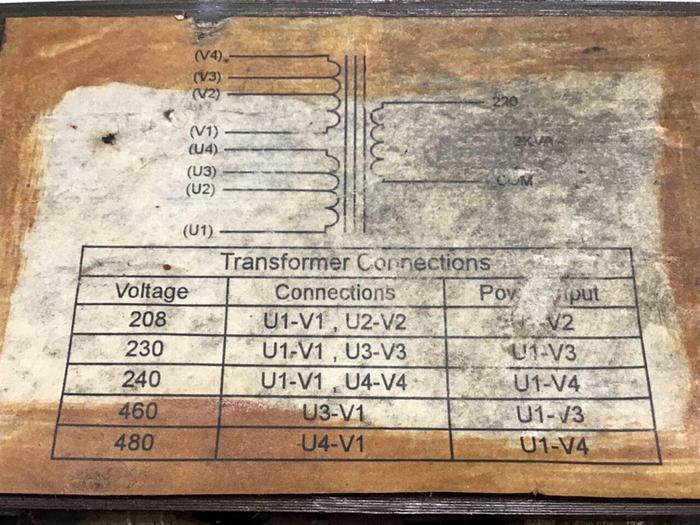 (V4)
(V3)
(V2) 220
(V1)
(U4)
(U3)
(U2) COM
(U1)
Transformer Connections
Voltage Connections
208 U1-V1 , U2-V2
230 U1-V1 , U3-V3 U1-V3
240 U1-V1 , U4-V4 U1-V4
460 U3-V1 U1-V3
480 U4-V1 U1-V4